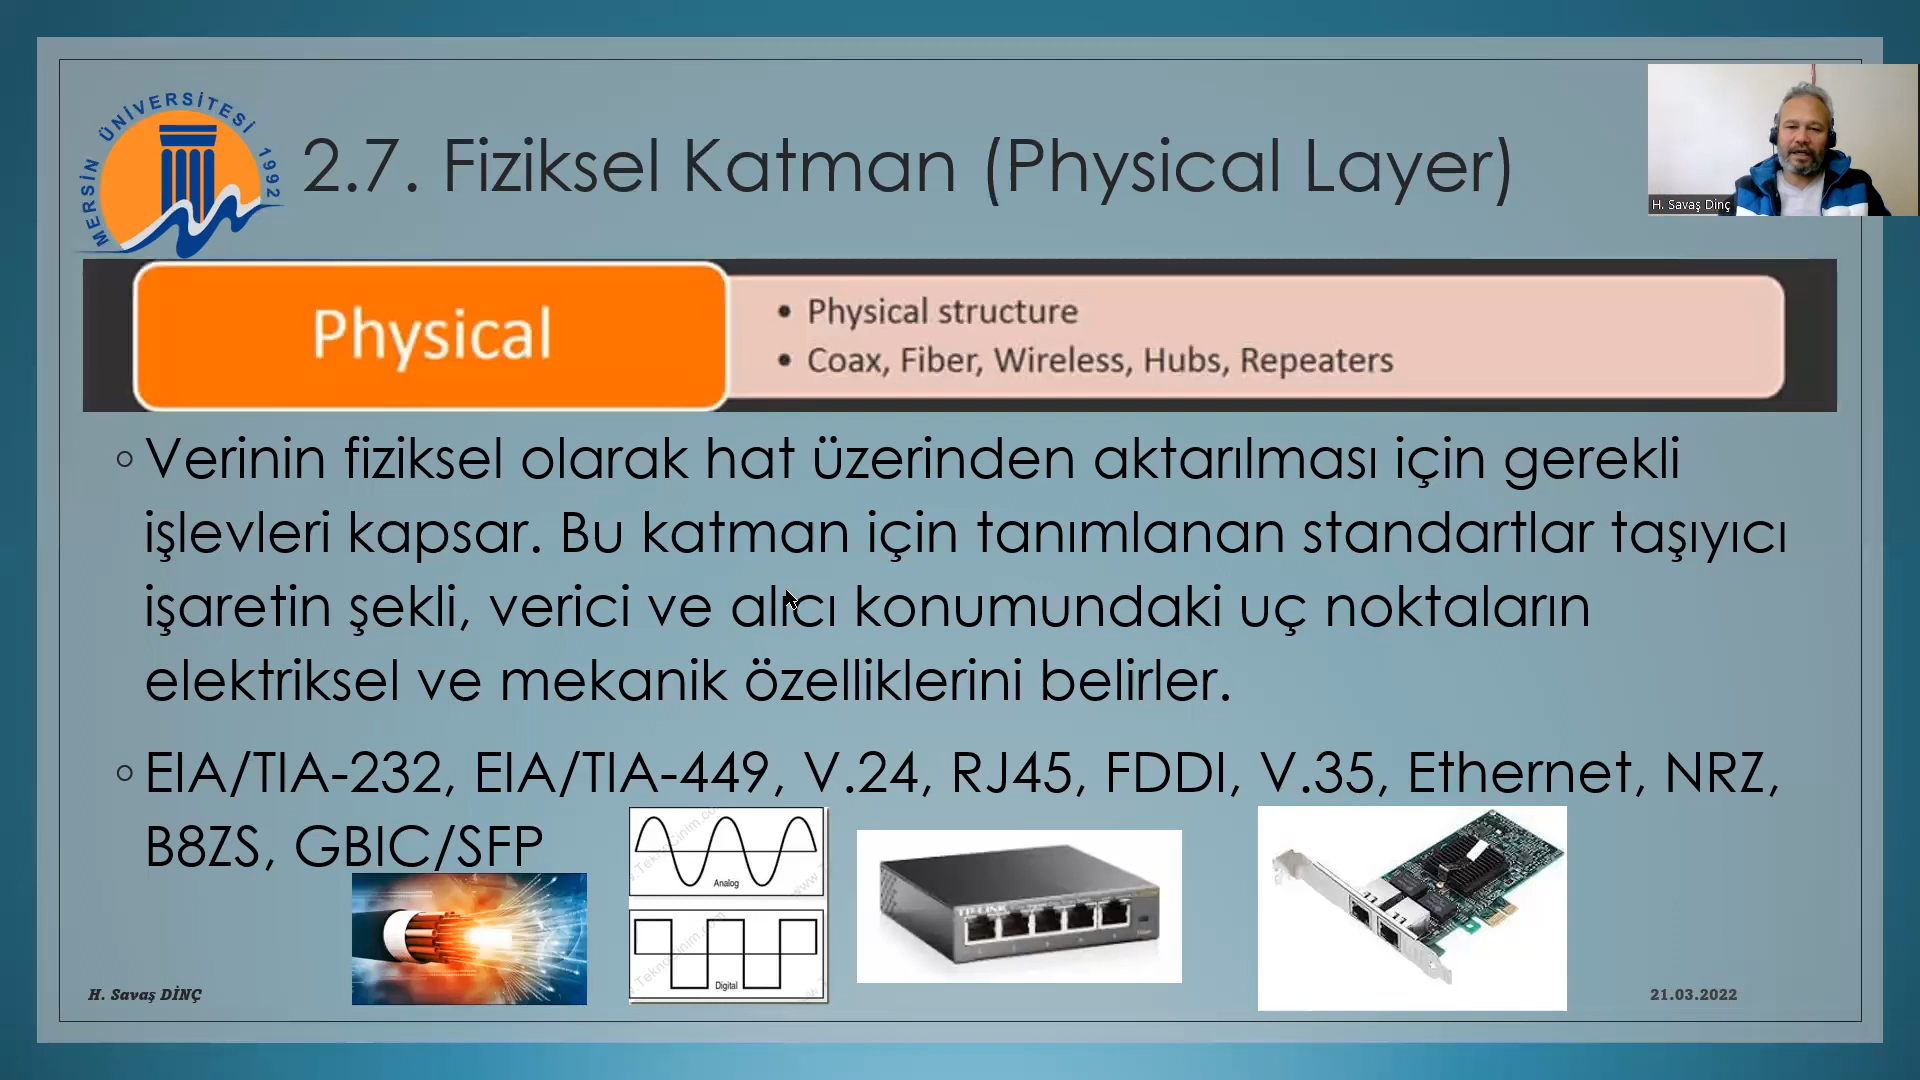 MERSİN ÜNİVERSİTESİ 1992
2.7. Fiziksel Katman (Physical Layer)
H. Savaş Dinç
Physical
• Physical structure
• Coax, Fiber, Wireless, Hubs, Repeaters
Verinin fiziksel olarak hat üzerinden aktarılması için gerekli
işlevleri kapsar. Bu katman için tanımlanan standartlar taşıyıcı
işaretin şekli, verici ve alıcı konumundaki uç noktaların
elektriksel ve mekanik özelliklerini belirler.
EIA/TIA-232, EIA/TIA-449, V.24, RJ45, FDDI, V.35, Ethernet, NRZ,
B8ZS, GBIC/SFP
Analog
Digital
TP-LINK
H. Savaş DİNÇ
21.03.2022